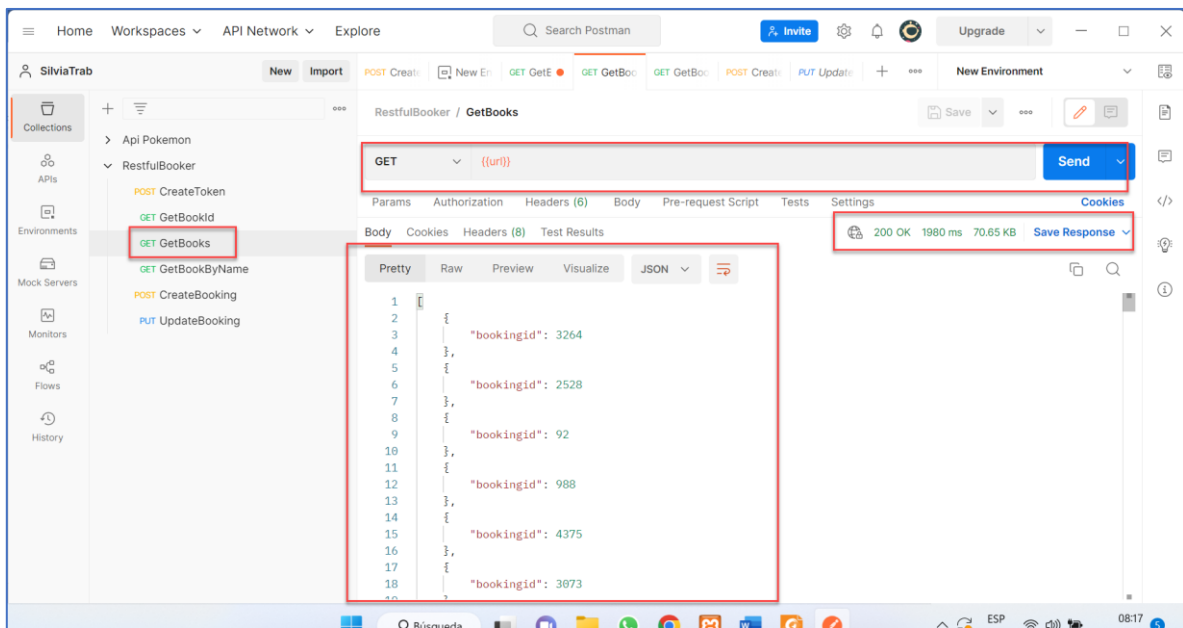 Home Workspaces API Network Explore Search Postman Invite Upgrade
SilviaTrab New Import POST Create New En GET GetE GET GetBoo GET GetBoo POST Create PUT Update New Environment
Collections
APIs
Environments
Mock Servers
Monitors
Flows
History
Api Pokemon
RestfulBooker
POST CreateToken
GET GetBookId
GET GetBooks
GET GetBookByName
POST CreateBooking
PUT UpdateBooking
RestfulBooker / GetBooks Save
GET {{url}} Send
Params Authorization Headers (6) Body Pre-request Script Tests Settings Cookies
Body Cookies Headers (8) Test Results 200 OK 1980 ms 70.65 KB Save Response
Pretty Raw Preview Visualize JSON
1 [
2 {
3 "bookingid": 3264
4 },
5 {
6 "bookingid": 2528
7 },
8 {
9 "bookingid": 92
10 },
11 {
12 "bookingid": 988
13 },
14 {
15 "bookingid": 4375
16 },
17 {
18 "bookingid": 3073
Búsqueda ESP 08:17 5